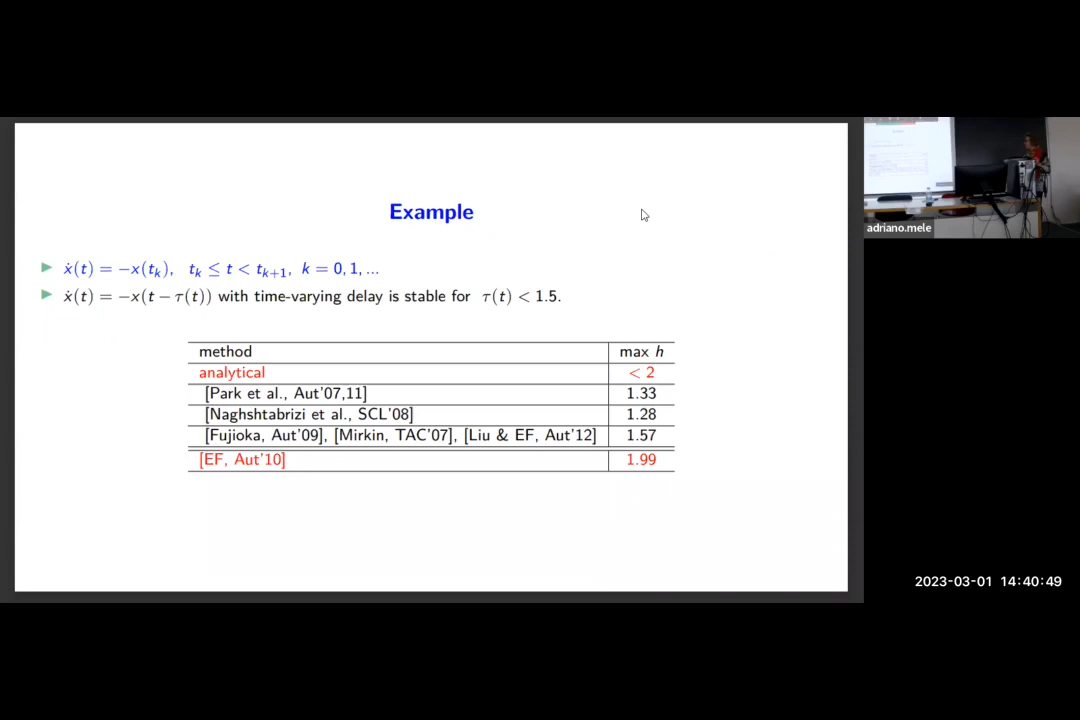 Example
ẋ(t) = −x(tₖ), tₖ ≤ t < tₖ₊₁, k = 0, 1, ...
ẋ(t) = −x(t − τ(t)) with time-varying delay is stable for τ(t) < 1.5.
method max h
analytical < 2
[Park et al., Aut'07,11] 1.33
[Naghshtabrizi et al., SCL'08] 1.28
[Fujioka, Aut'09], [Mirkin, TAC'07], [Liu & EF, Aut'12] 1.57
[EF, Aut'10] 1.99
adriano.mele
2023-03-01 14:40:49